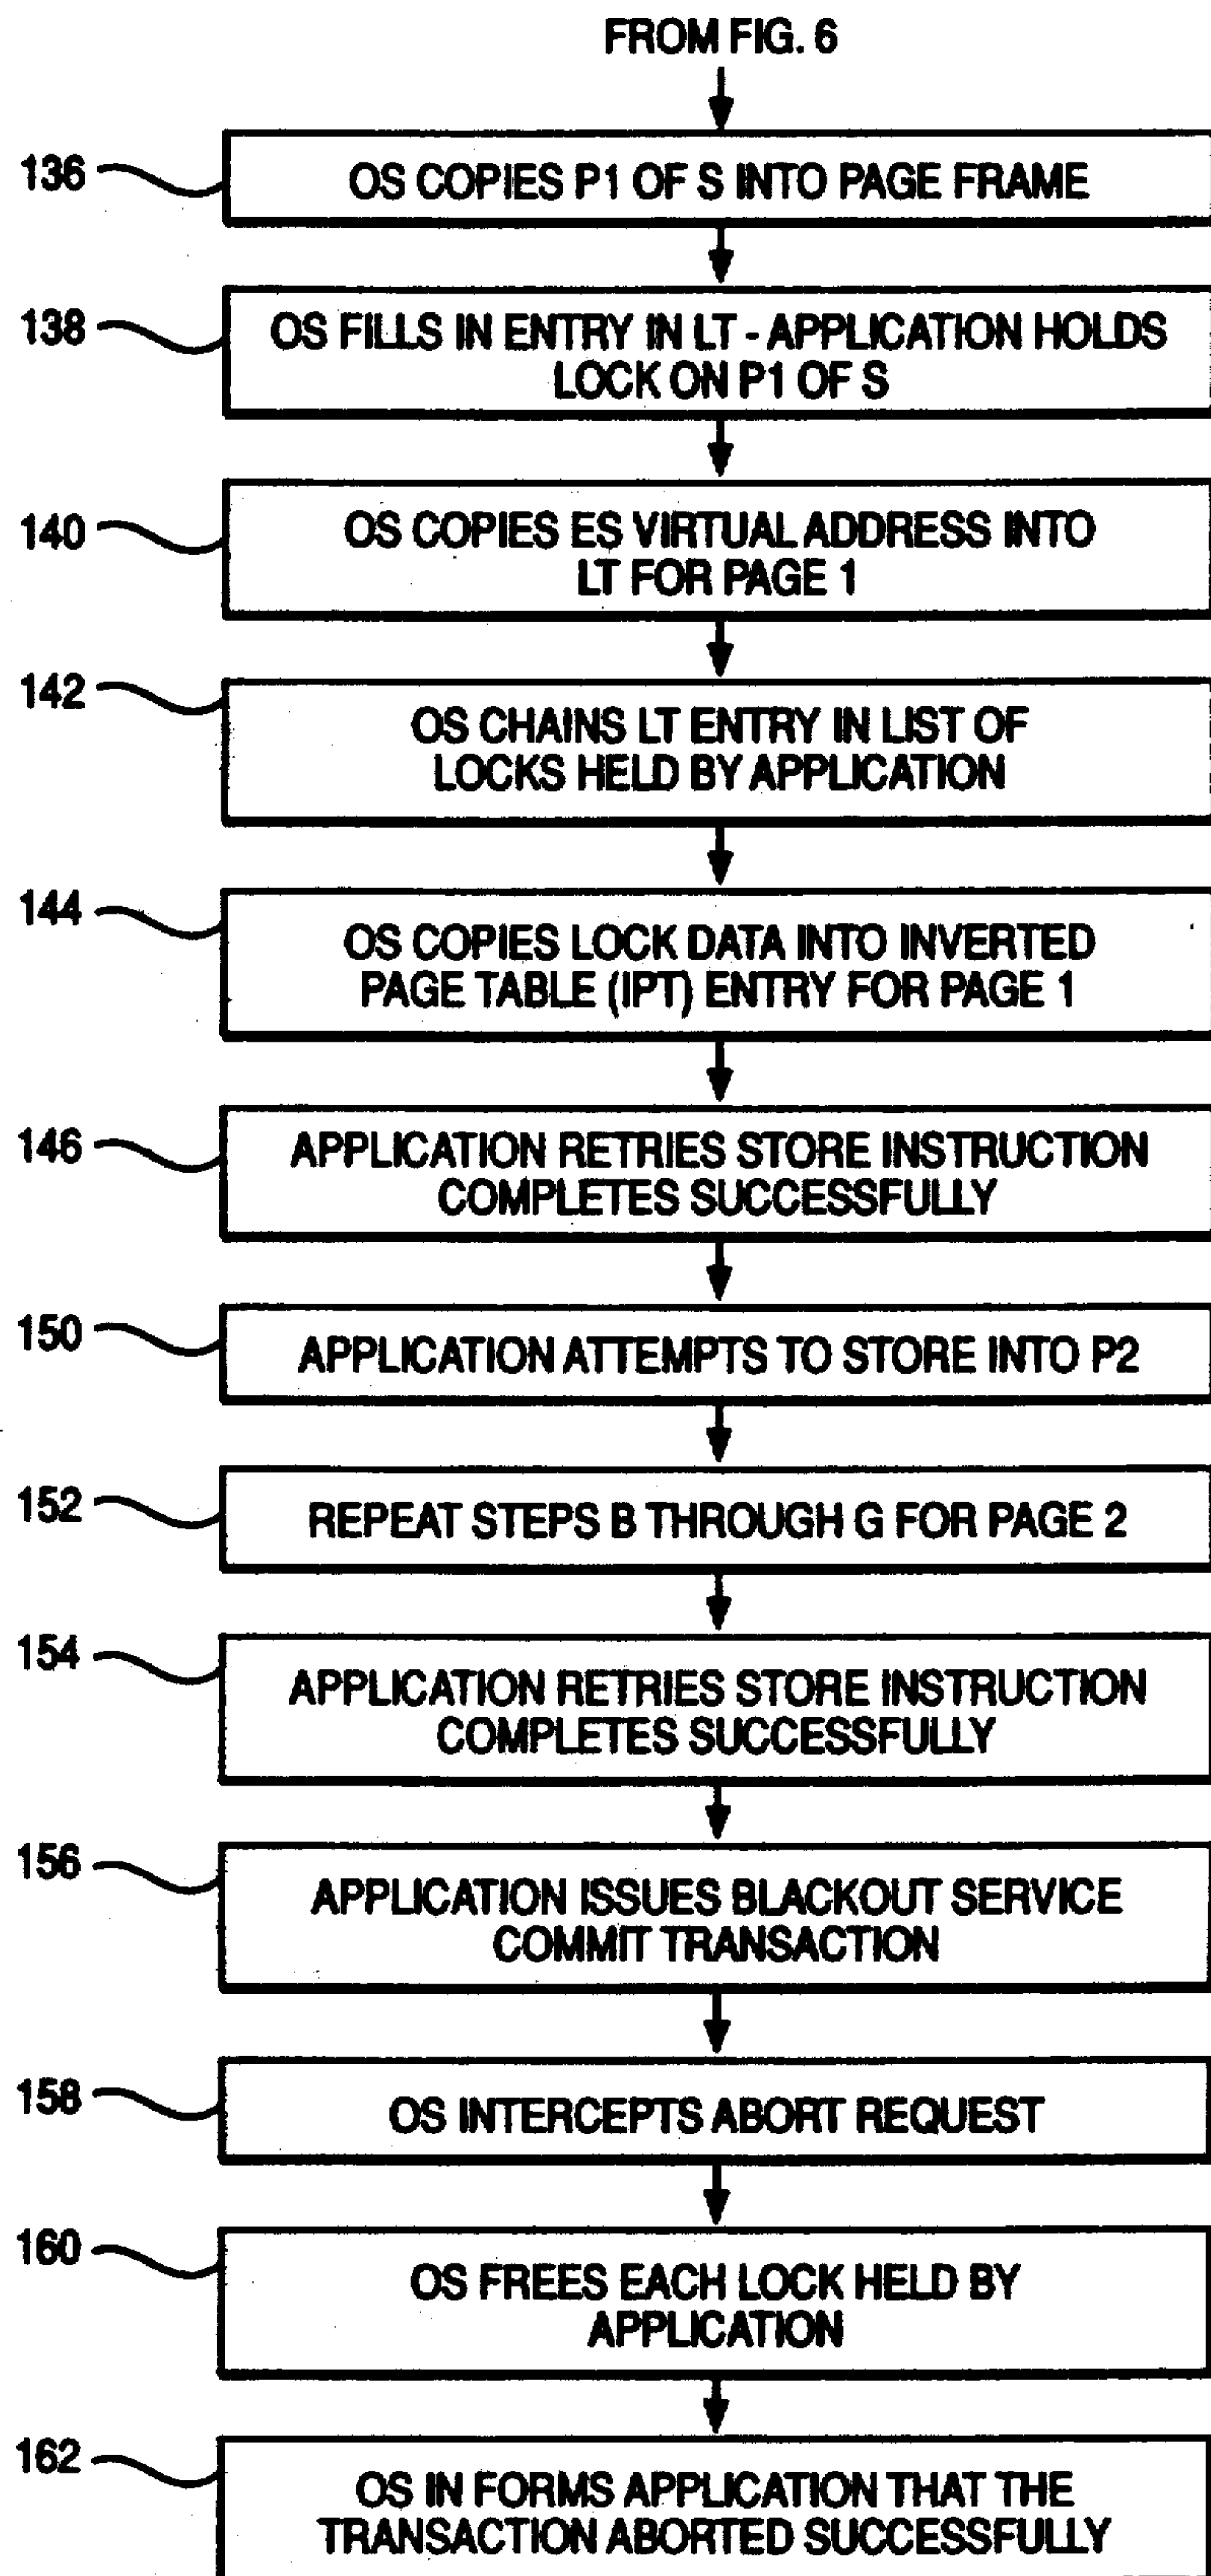 FROM FIG. 6
136
OS COPIES P1 OF S INTO PAGE FRAME
138
OS FILLS IN ENTRY IN LT - APPLICATION HOLDS
LOCK ON P1 OF S
140
OS COPIES ES VIRTUAL ADDRESS INTO
LT FOR PAGE 1
142
OS CHAINS LT ENTRY IN LIST OF
LOCKS HELD BY APPLICATION
144
OS COPIES LOCK DATA INTO INVERTED
PAGE TABLE (IPT) ENTRY FOR PAGE 1
146
APPLICATION RETRIES STORE INSTRUCTION
COMPLETES SUCCESSFULLY
150
APPLICATION ATTEMPTS TO STORE INTO P2
152
REPEAT STEPS B THROUGH G FOR PAGE 2
154
APPLICATION RETRIES STORE INSTRUCTION
COMPLETES SUCCESSFULLY
156
APPLICATION ISSUES BLACKOUT SERVICE
COMMIT TRANSACTION
158
OS INTERCEPTS ABORT REQUEST
160
OS FREES EACH LOCK HELD BY
APPLICATION
162
OS IN FORMS APPLICATION THAT THE
TRANSACTION ABORTED SUCCESSFULLY